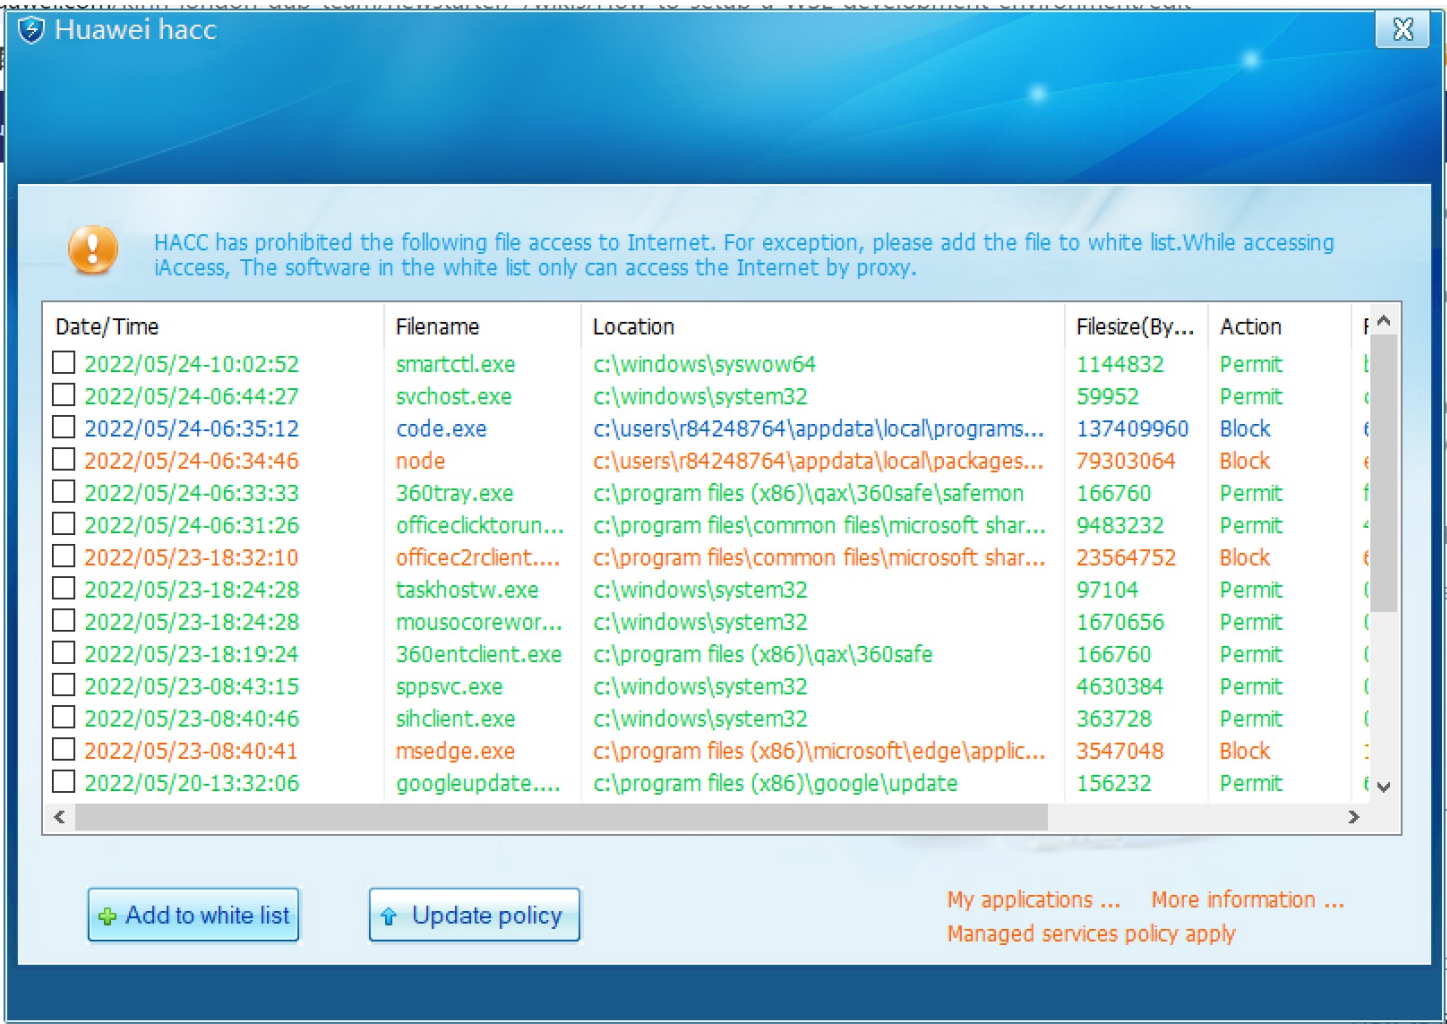 Huawei hacc
HACC has prohibited the following file access to Internet. For exception, please add the file to white list.While accessing
iAccess, The software in the white list only can access the Internet by proxy.
Date/Time Filename Location Filesize(By... Action
2022/05/24-10:02:52 smartctl.exe c:\windows\syswow64 1144832 Permit
2022/05/24-06:44:27 svchost.exe c:\windows\system32 59952 Permit
2022/05/24-06:35:12 code.exe c:\users\r84248764\appdata\local\programs... 137409960 Block
2022/05/24-06:34:46 node c:\users\r84248764\appdata\local\packages... 79303064 Block
2022/05/24-06:33:33 360tray.exe c:\program files (x86)\qax\360safe\safemon 166760 Permit
2022/05/24-06:31:26 officeclicktorun... c:\program files\common files\microsoft shar... 9483232 Permit
2022/05/23-18:32:10 officec2rclient.... c:\program files\common files\microsoft shar... 23564752 Block
2022/05/23-18:24:28 taskhostw.exe c:\windows\system32 97104 Permit
2022/05/23-18:24:28 mousocorewor... c:\windows\system32 1670656 Permit
2022/05/23-18:19:24 360entclient.exe c:\program files (x86)\qax\360safe 166760 Permit
2022/05/23-08:43:15 sppsvc.exe c:\windows\system32 4630384 Permit
2022/05/23-08:40:46 sihclient.exe c:\windows\system32 363728 Permit
2022/05/23-08:40:41 msedge.exe c:\program files (x86)\microsoft\edge\applic... 3547048 Block
2022/05/20-13:32:06 googleupdate.... c:\program files (x86)\google\update 156232 Permit
Add to white list Update policy
My applications ... More information ...
Managed services policy apply